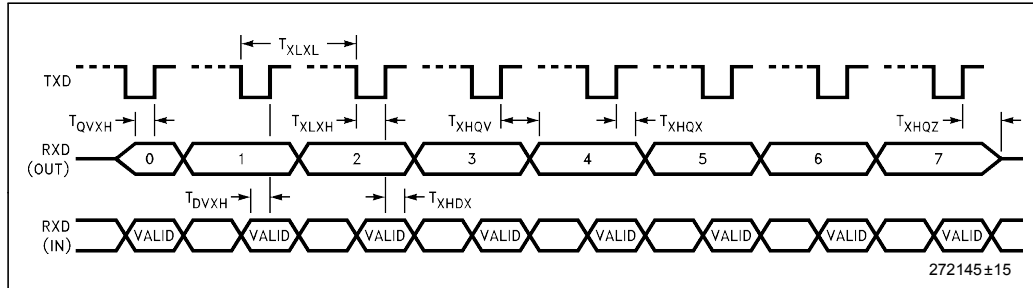 T_XLXL
TXD
T_QVXH T_XLXH T_XHQV T_XHQX T_XHQZ
RXD
(OUT) 0 1 2 3 4 5 6 7
T_DVXH T_XHDX
RXD
(IN) VALID VALID VALID VALID VALID VALID VALID VALID
272145±15